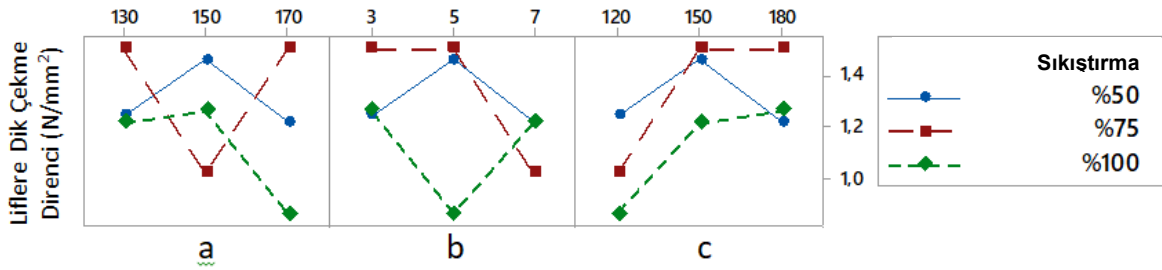 130 150 170 3 5 7 120 150 180
Liflere Dik Çekme
Direnci (N/mm²)
1,4
1,2
1,0
Sıkıştırma
%50
%75
%100
a b c